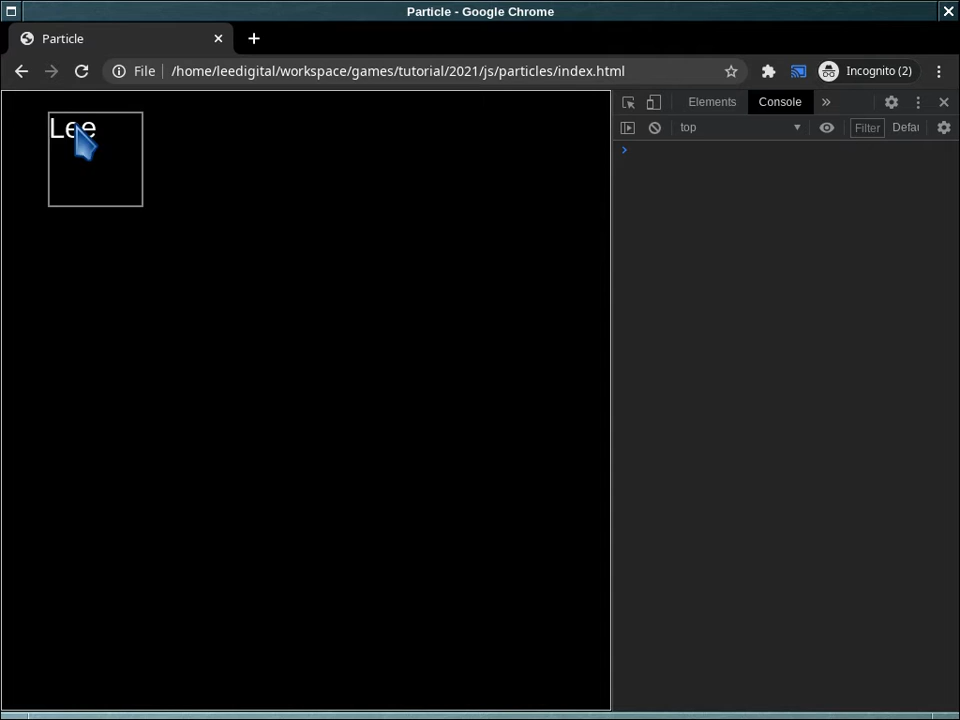 Particle - Google Chrome
Particle
File /home/leedigital/workspace/games/tutorial/2021/js/particles/index.html Incognito (2)
Elements Console »
top Filter Defau
Lee